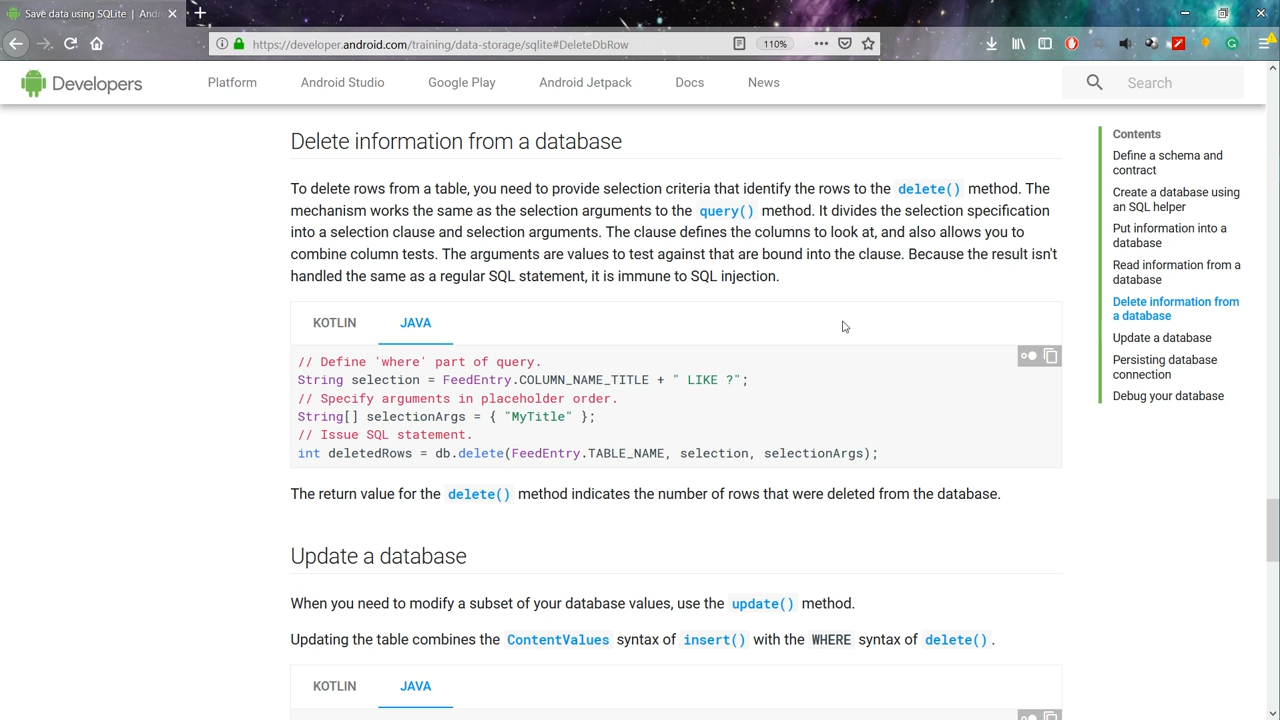 Save data using SQLite | Andr
https://developer.android.com/training/data-storage/sqlite#DeleteDbRow
110%
Developers
Platform
Android Studio
Google Play
Android Jetpack
Docs
News
Search
Delete information from a database
To delete rows from a table, you need to provide selection criteria that identify the rows to the delete() method. The
mechanism works the same as the selection arguments to the query() method. It divides the selection specification
into a selection clause and selection arguments. The clause defines the columns to look at, and also allows you to
combine column tests. The arguments are values to test against that are bound into the clause. Because the result isn't
handled the same as a regular SQL statement, it is immune to SQL injection.
KOTLIN
JAVA
// Define 'where' part of query.
String selection = FeedEntry.COLUMN_NAME_TITLE + " LIKE ?";
// Specify arguments in placeholder order.
String[] selectionArgs = { "MyTitle" };
// Issue SQL statement.
int deletedRows = db.delete(FeedEntry.TABLE_NAME, selection, selectionArgs);
The return value for the delete() method indicates the number of rows that were deleted from the database.
Update a database
When you need to modify a subset of your database values, use the update() method.
Updating the table combines the ContentValues syntax of insert() with the WHERE syntax of delete().
KOTLIN
JAVA
Contents
Define a schema and
contract
Create a database using
an SQL helper
Put information into a
database
Read information from a
database
Delete information from
a database
Update a database
Persisting database
connection
Debug your database